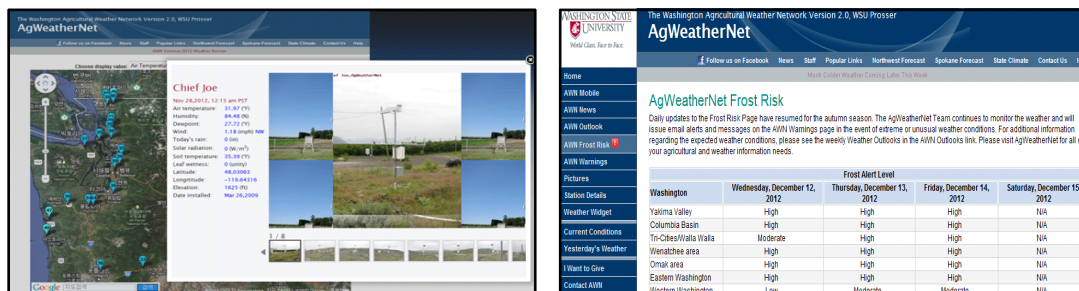 The Washington Agricultural Weather Network Version 2.0, WSU Prosser
AgWeatherNet
Follow us on Facebook News Staff Popular Links Northwest Forecast Spokane Forecast State Climate Contact Us Help
Choose display value: Air Temperatu
Chief Joe
Nov 28,2012, 12:15 am PST
Air temperature: 31.97 (°F)
Humidity: 84.48 (%)
Dewpoint: 27.72 (°F)
Wind: 1.18 (mph) NW
Today's rain: 0 (in)
Solar radiation: 0 (W/m²)
Soil temperature: 35.39 (°F)
Leaf wetness: 0 (unity)
Latitude: 48.03063
Longtitude: -119.64316
Elevation: 1623 (ft)
Date installed: Mar 26,2009
1 / 8
Google
WASHINGTON STATE
UNIVERSITY
World Class. Face to Face.
Home
AWN Mobile
AWN News
AWN Outlook
AWN Frost Risk
AWN Warnings
Pictures
Station Details
Weather Widget
Current Conditions
Yesterday's Weather
I Want to Give
Contact AWN
The Washington Agricultural Weather Network Version 2.0, WSU Prosser
AgWeatherNet
Follow us on Facebook News Staff Popular Links Northwest Forecast Spokane Forecast State Climate Contact Us H
Much Colder Weather Coming Later This Week
AgWeatherNet Frost Risk
Daily updates to the Frost Risk Page have resumed for the autumn season. The AgWeatherNet Team continues to monitor the weather and will
issue email alerts and messages on the AWN Warnings page in the event of extreme or unusual weather conditions. For additional information
regarding the expected weather conditions, please see the weekly Weather Outlooks in the AWN Outlooks link. Please visit AgWeatherNet for all
your agricultural and weather information needs.
Frost Alert Level
Washington Wednesday, December 12, 2012 Thursday, December 13, 2012 Friday, December 14, 2012 Saturday, December 15 2012
Yakima Valley High High High N/A
Columbia Basin High High High N/A
Tri-Cities/Walla Walla Moderate High High N/A
Wenatchee area High High High N/A
Omak area High High High N/A
Eastern Washington High High High N/A
Western Washington Low Moderate Moderate N/A